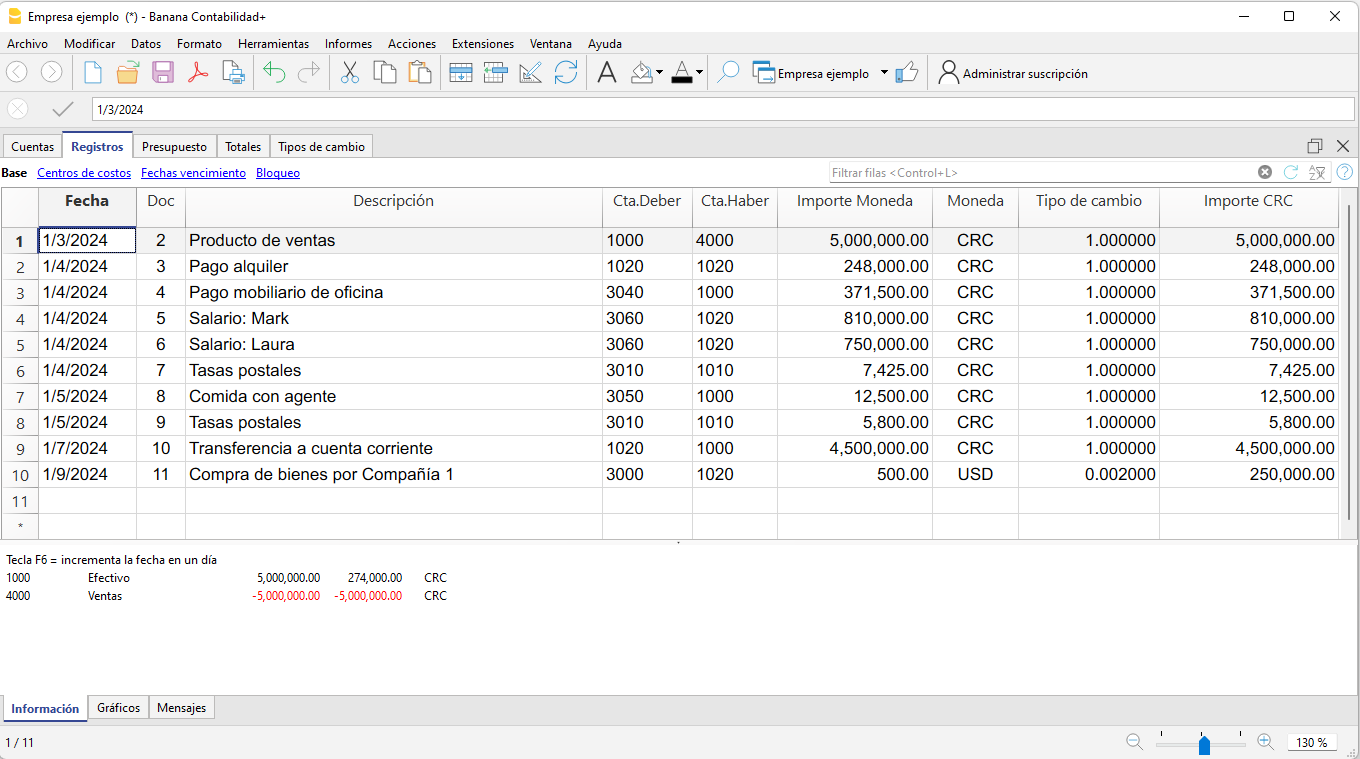 Empresa ejemplo (*) - Banana Contabilidad+
Archivo Modificar Datos Formato Herramientas Informes Acciones Extensiones Ventana Ayuda
Empresa ejemplo Administrar suscripción
1/3/2024
Cuentas Registros Presupuesto Totales Tipos de cambio
Base Centros de costos Fechas vencimiento Bloqueo Filtrar filas <Control+L>
Fecha Doc Descripción Cta.Deber Cta.Haber Importe Moneda Moneda Tipo de cambio Importe CRC
1 1/3/2024 2 Producto de ventas 1000 4000 5,000,000.00 CRC 1.000000 5,000,000.00
2 1/4/2024 3 Pago alquiler 1020 1020 248,000.00 CRC 1.000000 248,000.00
3 1/4/2024 4 Pago mobiliario de oficina 3040 1000 371,500.00 CRC 1.000000 371,500.00
4 1/4/2024 5 Salario: Mark 3060 1020 810,000.00 CRC 1.000000 810,000.00
5 1/4/2024 6 Salario: Laura 3060 1020 750,000.00 CRC 1.000000 750,000.00
6 1/4/2024 7 Tasas postales 3010 1010 7,425.00 CRC 1.000000 7,425.00
7 1/5/2024 8 Comida con agente 3050 1000 12,500.00 CRC 1.000000 12,500.00
8 1/5/2024 9 Tasas postales 3010 1010 5,800.00 CRC 1.000000 5,800.00
9 1/7/2024 10 Transferencia a cuenta corriente 1020 1000 4,500,000.00 CRC 1.000000 4,500,000.00
10 1/9/2024 11 Compra de bienes por Compañía 1 3000 1020 500.00 USD 0.002000 250,000.00
11
*
Tecla F6 = incrementa la fecha en un día
1000 Efectivo 5,000,000.00 274,000.00 CRC
4000 Ventas -5,000,000.00 -5,000,000.00 CRC
Información Gráficos Mensajes
1 / 11 130 %